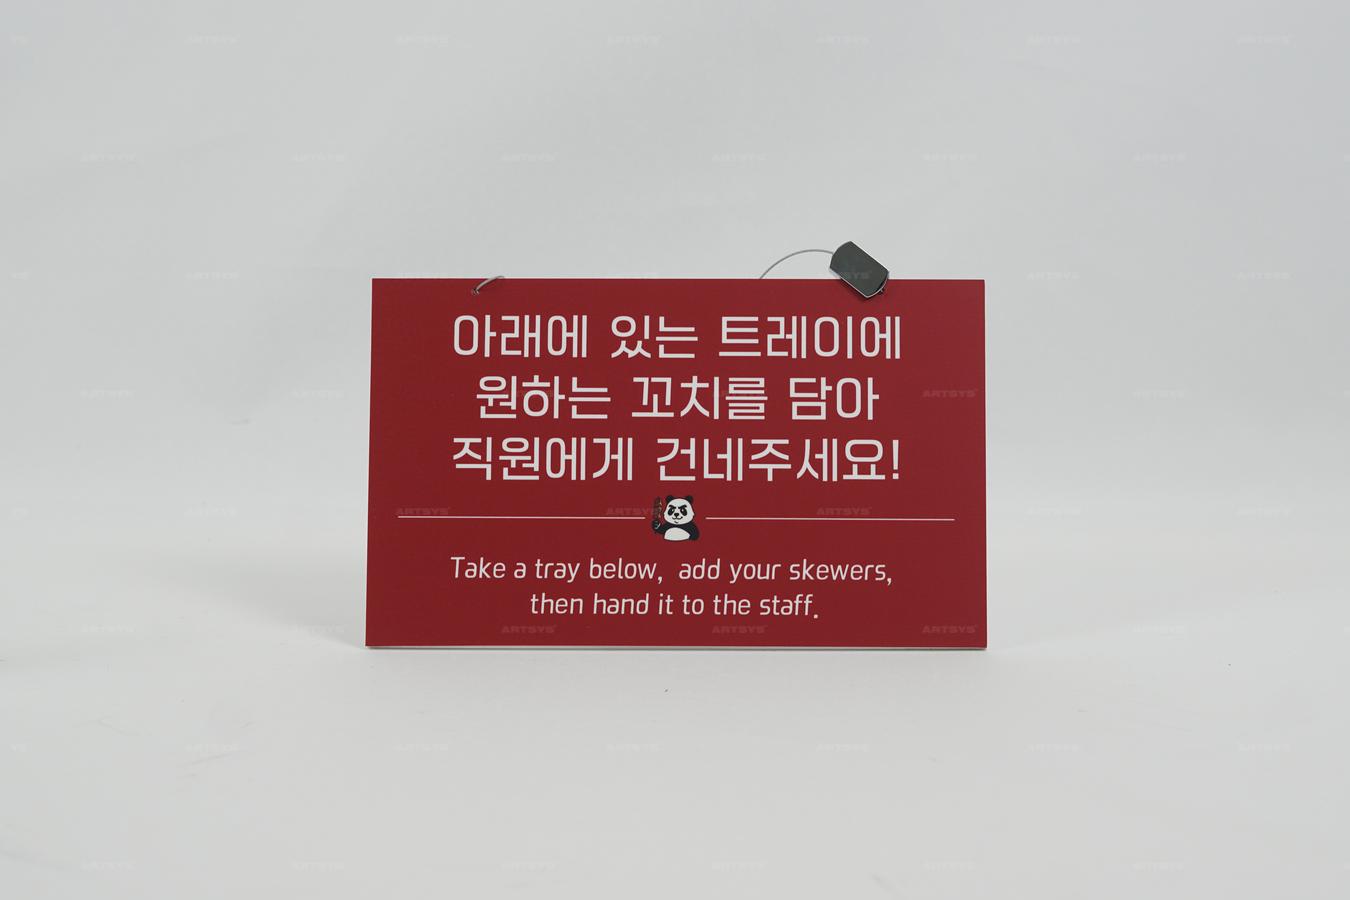 아래에 있는 트레이에
원하는 꼬치를 담아
직원에게 건네주세요!
Take a tray below, add your skewers,
then hand it to the staff.
ARTSYS